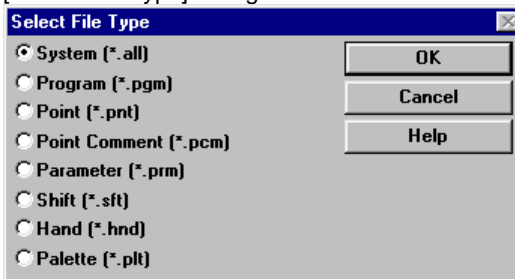 Select File Type
System (*.all)
OK
Program (*.pgm)
Cancel
Point (*.pnt)
Point Comment (*.pcm)
Help
Parameter (*.prm)
Shift (*.sft)
Hand (*.hnd)
Palette (*.plt)